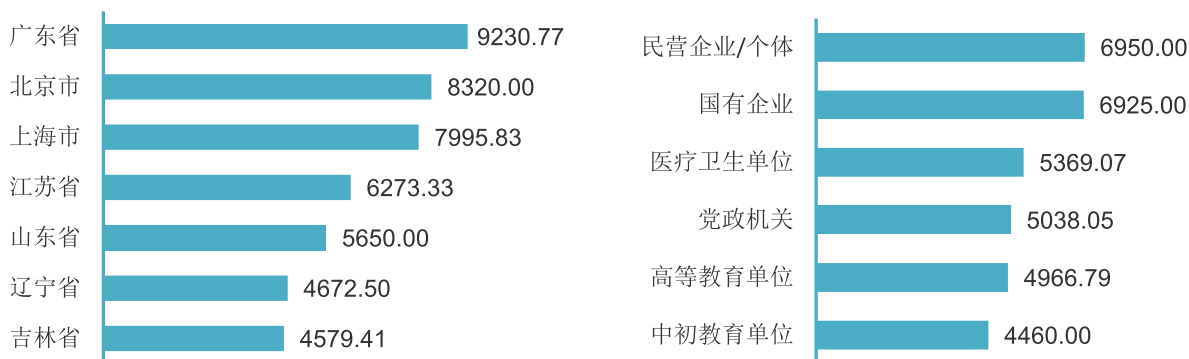 广东省 9230.77
北京市 8320.00
上海市 7995.83
江苏省 6273.33
山东省 5650.00
辽宁省 4672.50
吉林省 4579.41
民营企业/个体 6950.00
国有企业 6925.00
医疗卫生单位 5369.07
党政机关 5038.05
高等教育单位 4966.79
中初教育单位 4460.00